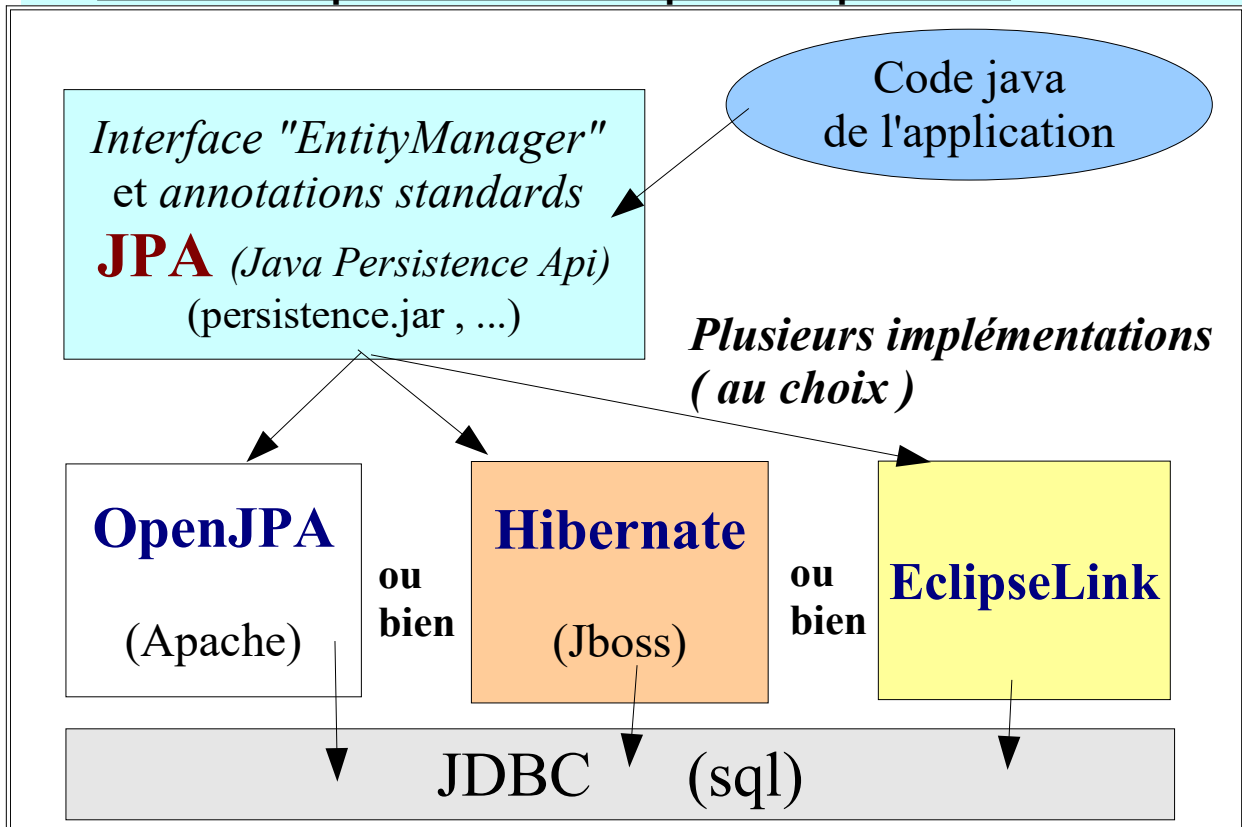 Code java
de l'application
Interface "EntityManager"
et annotations standards
JPA (Java Persistence Api)
(persistence.jar , ...)
Plusieurs implémentations
( au choix )
OpenJPA
(Apache)
ou
bien
Hibernate
(Jboss)
ou
bien
EclipseLink
JDBC (sql)